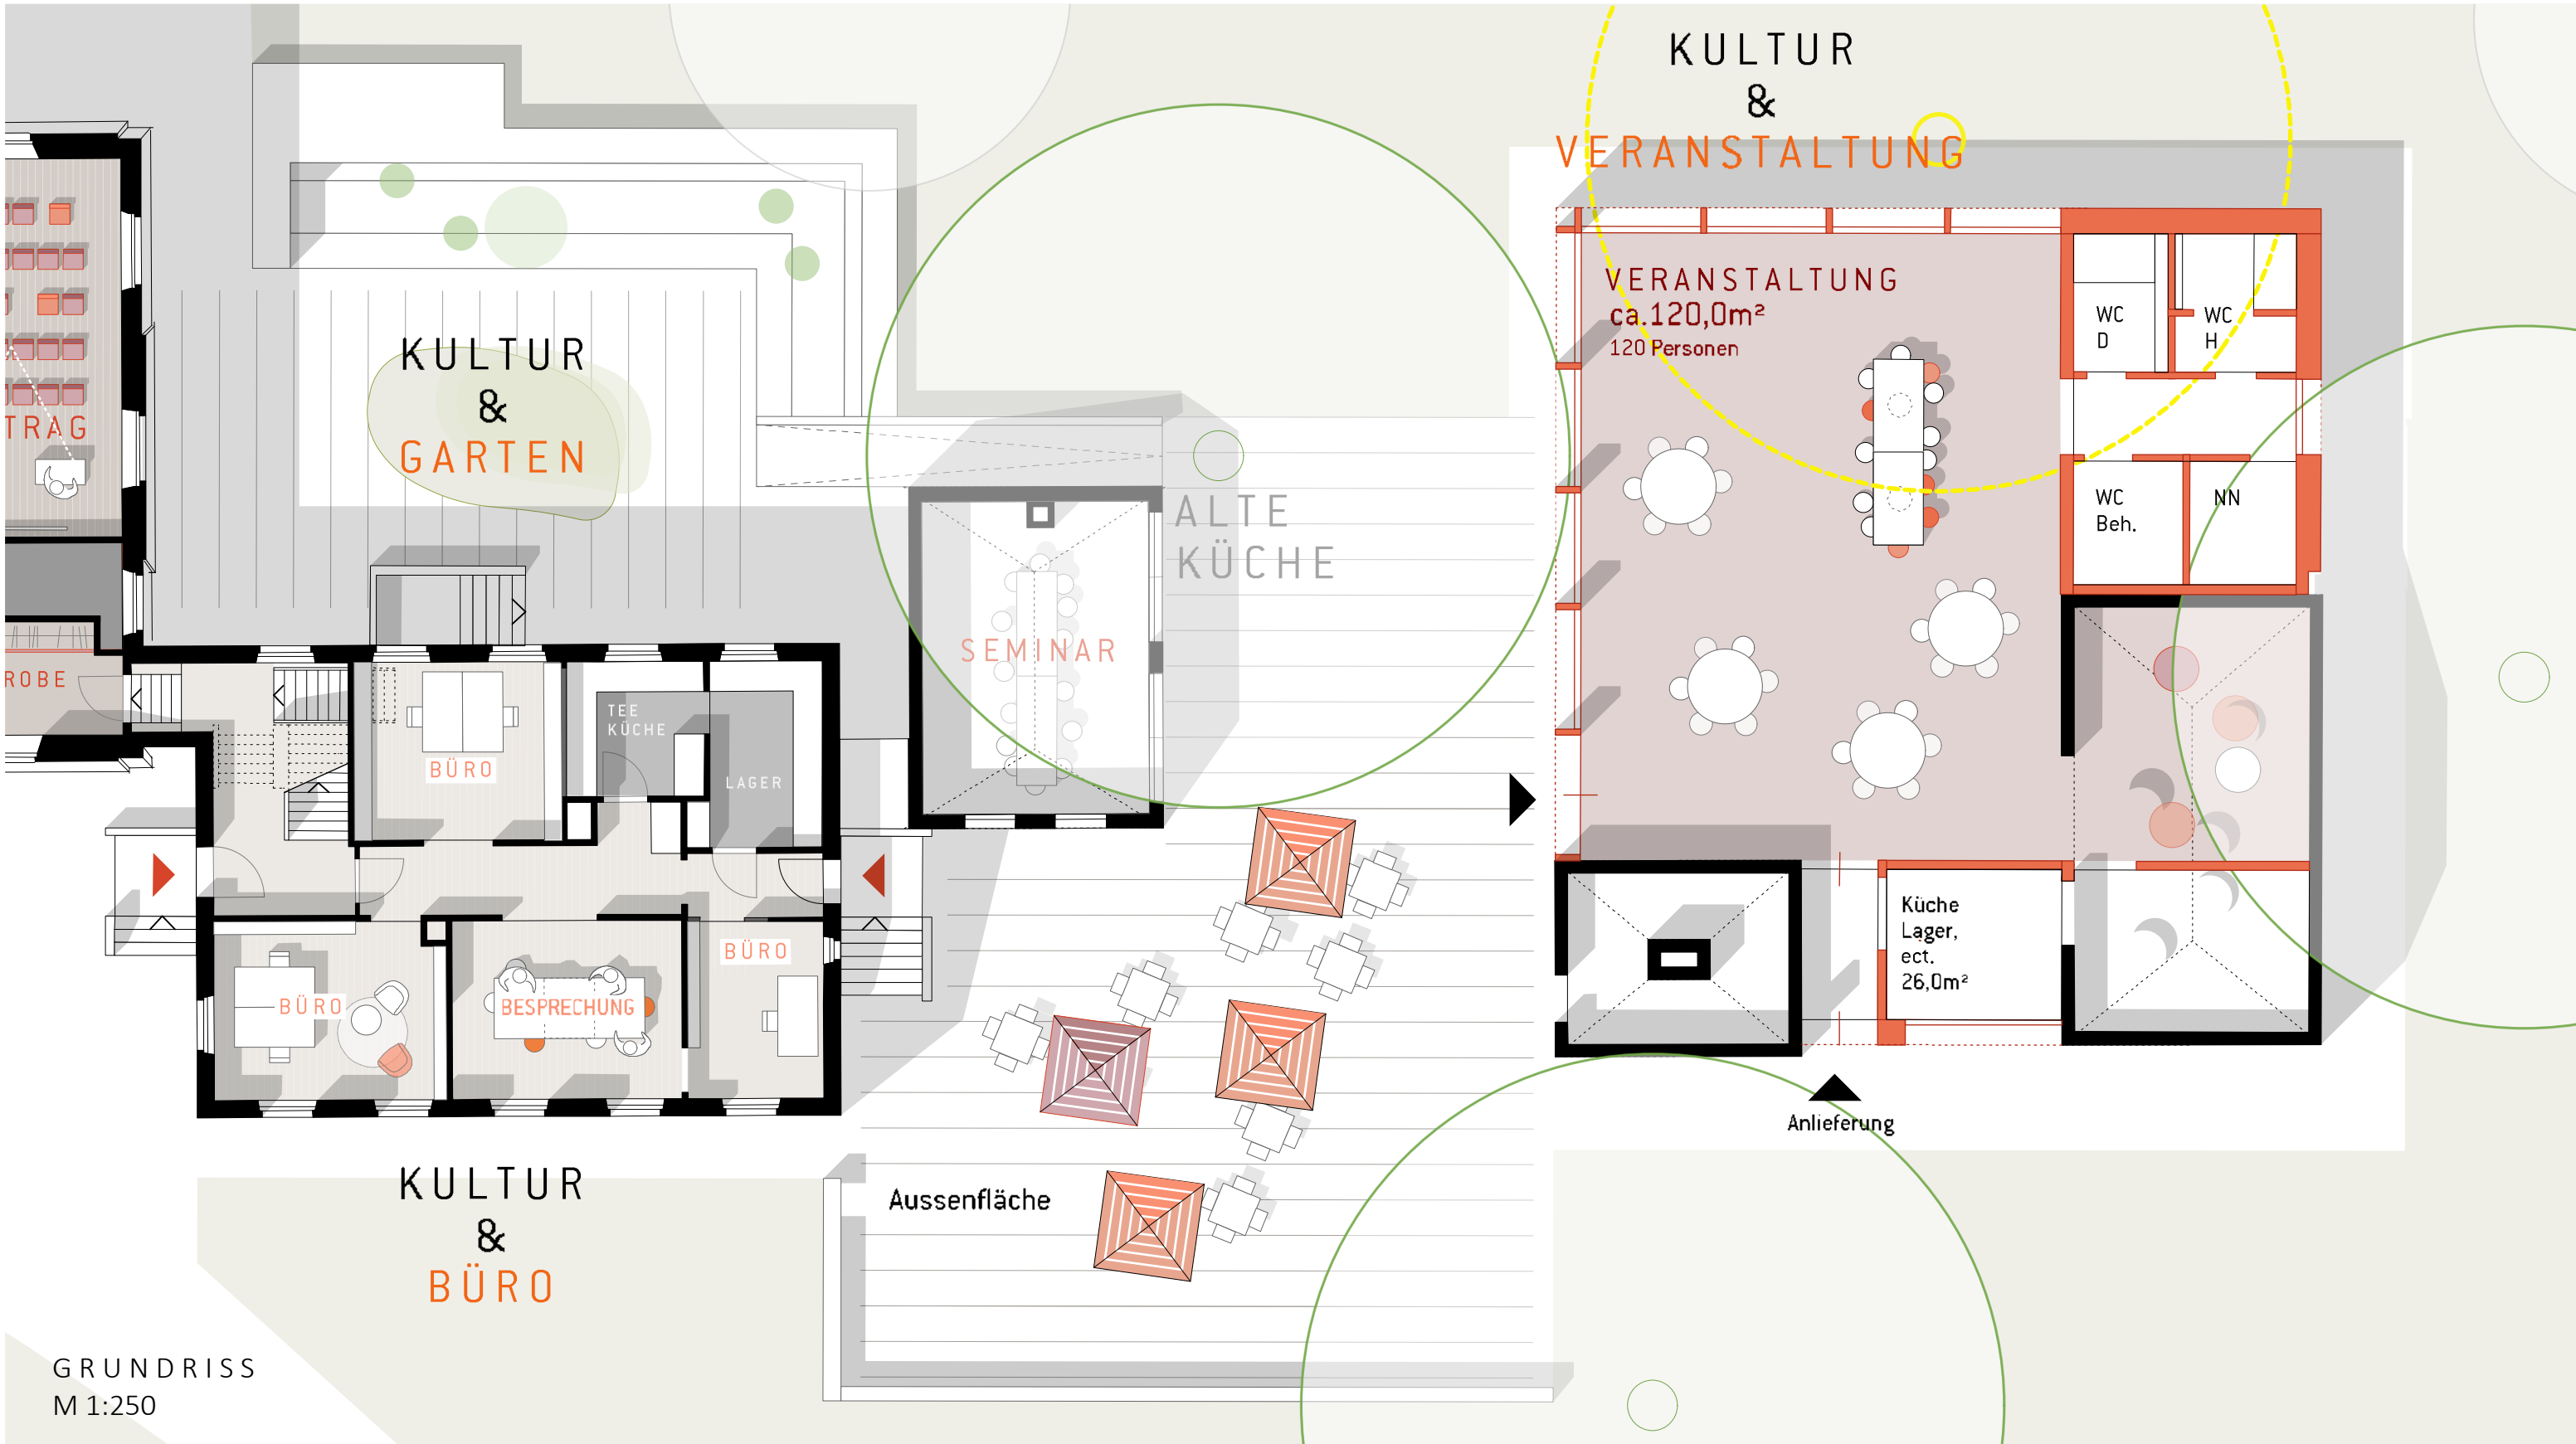 KULTUR
&
VERANSTALTUNG
VERANSTALTUNG
ca.120,0m²
120 Personen
WC
D
WC
H
WC
Beh.
NN
KULTUR
&
GARTEN
TRAG
ROBE
ALTE
KÜCHE
SEMINAR
TEE
KÜCHE
BÜRO
LAGER
BÜRO
BÜRO
BESPRECHUNG
Küche
Lager,
ect.
26,0m²
Anlieferung
KULTUR
&
BÜRO
Aussenfläche
GRUNDRISS
M 1:250